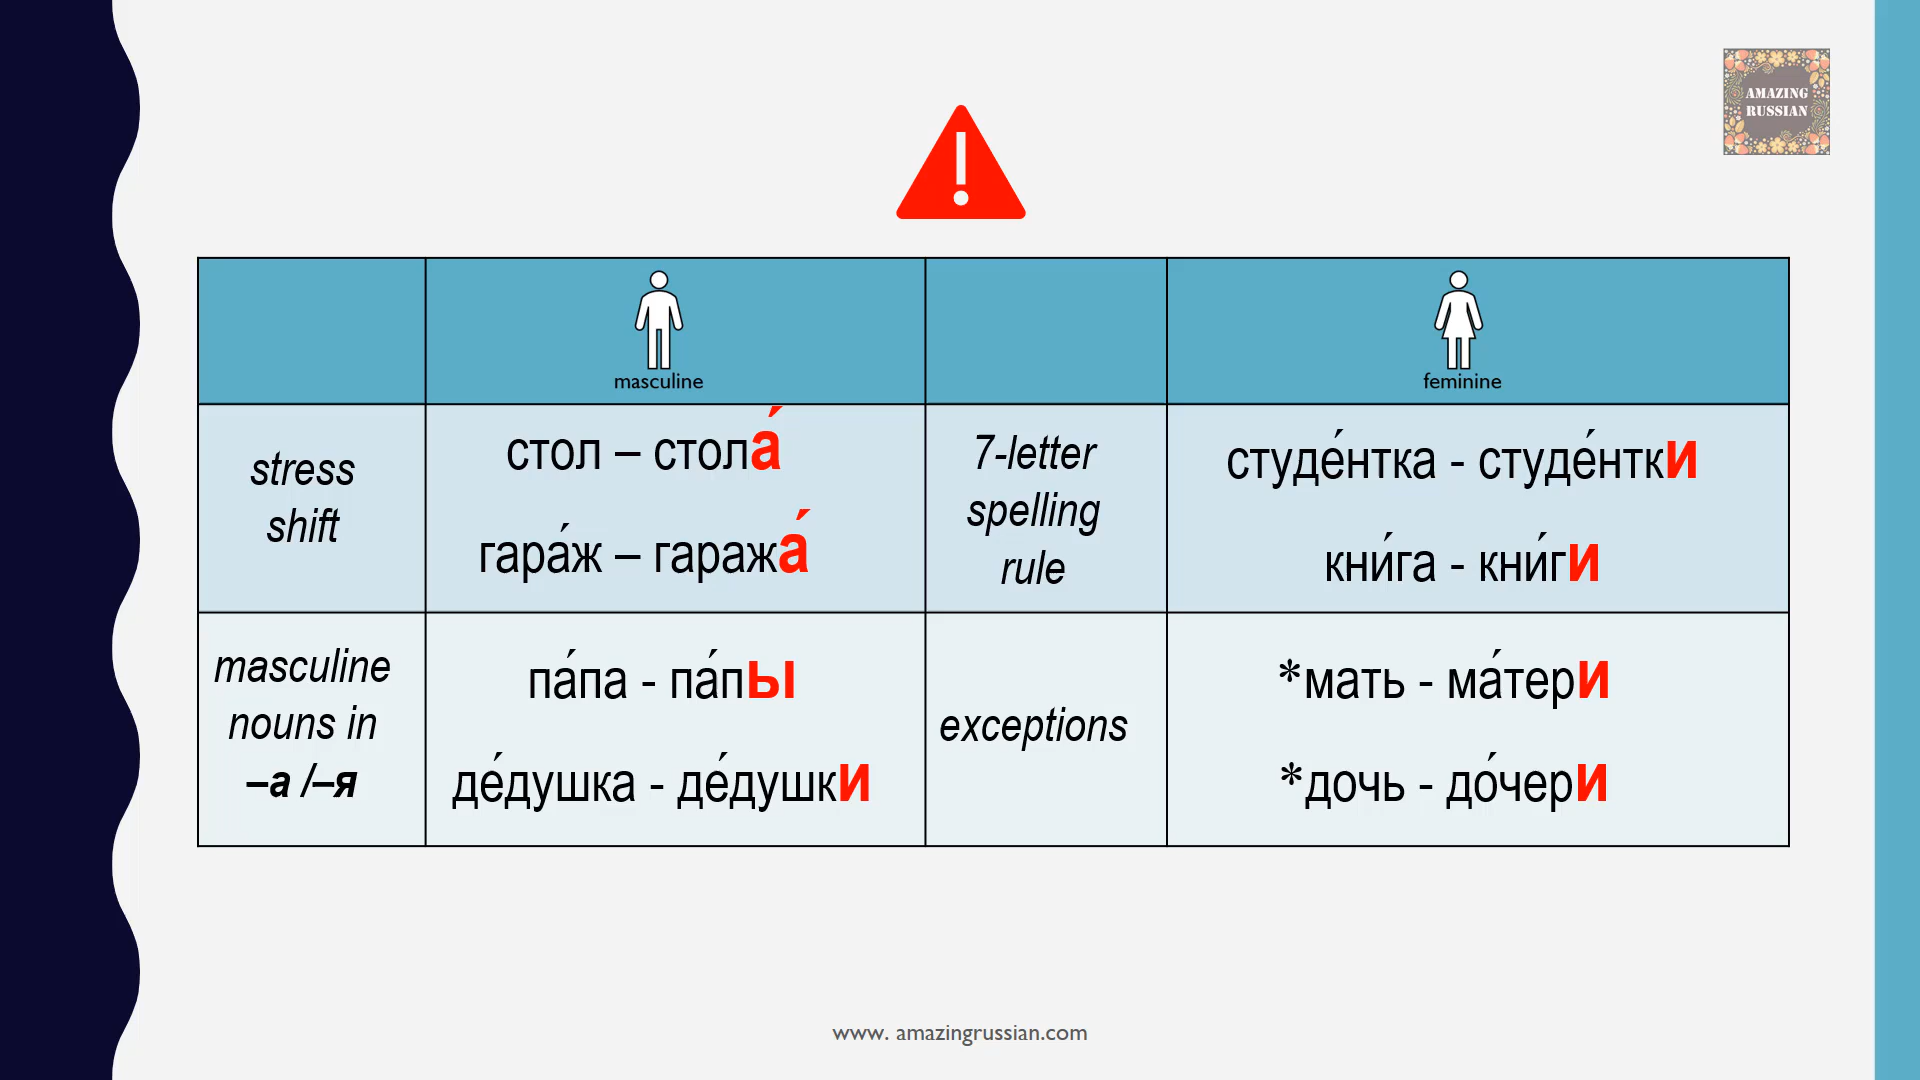 AMAZING
RUSSIAN
masculine
feminine
stress
shift
стол – стола́
гара́ж – гаража́
7-letter
spelling
rule
студе́нтка - студе́нтки
кни́га - кни́ги
masculine
nouns in
–а /–я
па́па - па́пы
де́душка - де́душки
exceptions
*мать - ма́тери
*дочь - до́чери
www. amazingrussian.com